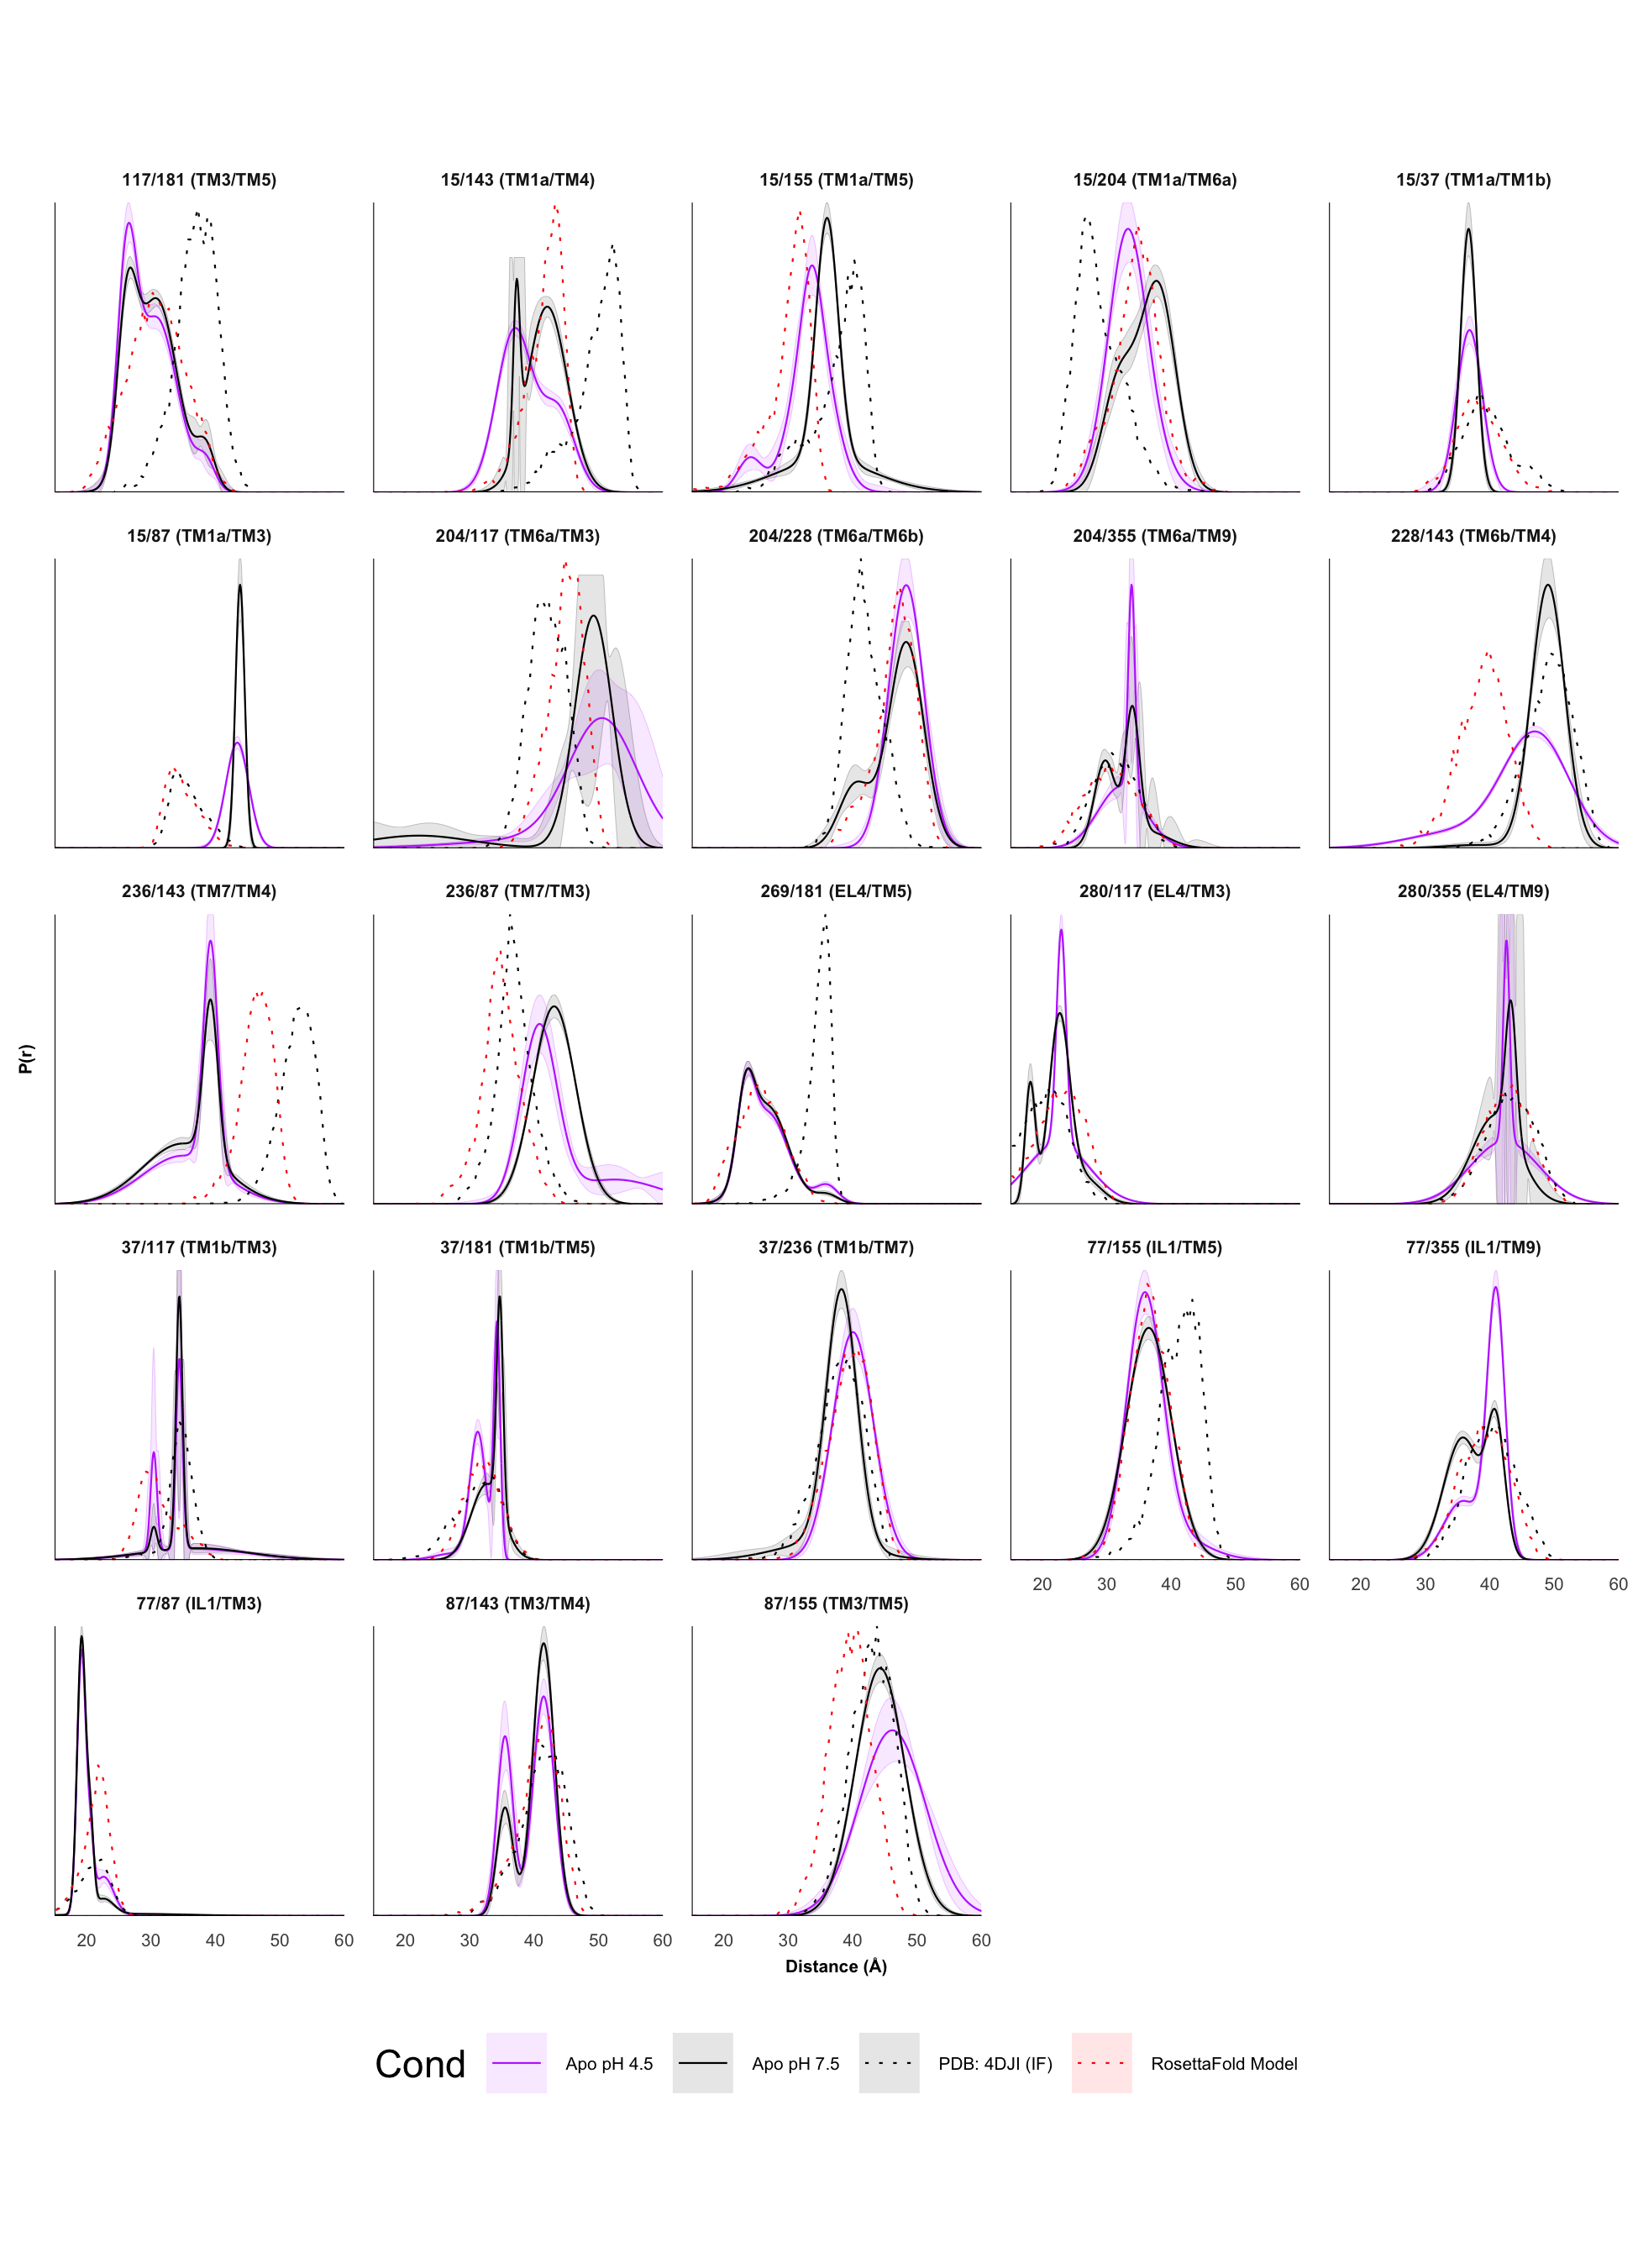 117/181 (TM3/TM5)
15/143 (TM1a/TM4)
15/155 (TM1a/TM5)
15/204 (TM1a/TM6a)
15/37 (TM1a/TM1b)
15/87 (TM1a/TM3)
204/117 (TM6a/TM3)
204/228 (TM6a/TM6b)
204/355 (TM6a/TM9)
228/143 (TM6b/TM4)
236/143 (TM7/TM4)
236/87 (TM7/TM3)
269/181 (EL4/TM5)
280/117 (EL4/TM3)
280/355 (EL4/TM9)
P(r)
37/117 (TM1b/TM3)
37/181 (TM1b/TM5)
37/236 (TM1b/TM7)
77/155 (IL1/TM5)
77/355 (IL1/TM9)
20 30 40 50 60
20 30 40 50 60
77/87 (IL1/TM3)
87/143 (TM3/TM4)
87/155 (TM3/TM5)
20 30 40 50 60
20 30 40 50 60
20 30 40 50 60
Distance (Å)
Cond
Apo pH 4.5
Apo pH 7.5
PDB: 4DJI (IF)
RosettaFold Model